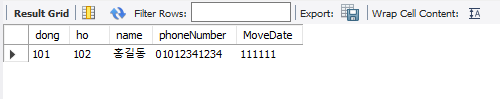 Result Grid Filter Rows: Export: Wrap Cell Content:
dong ho name phoneNumber MoveDate
101 102 홍길동 01012341234 111111